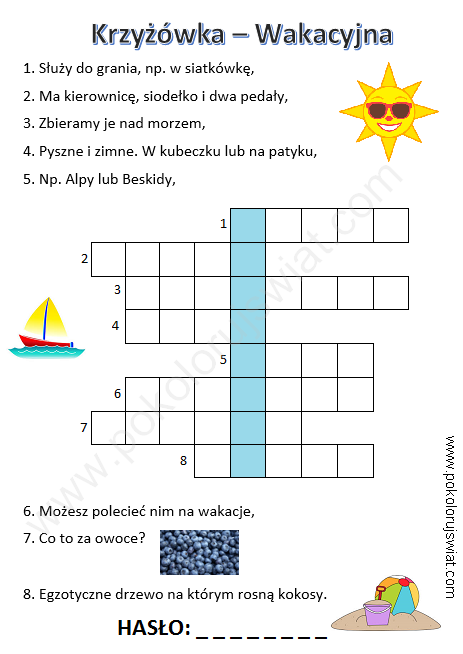 Krzyżówka – Wakacyjna
1. Służy do grania, np. w siatkówkę,
2. Ma kierownicę, siodełko i dwa pedały,
3. Zbieramy je nad morzem,
4. Pyszne i zimne. W kubeczku lub na patyku,
5. Np. Alpy lub Beskidy,
1
2
3
4
5
6
7
8
www.pokolorujswiat.com
www.pokolorujswiat.com
6. Możesz polecieć nim na wakacje,
7. Co to za owoce?
8. Egzotyczne drzewo na którym rosną kokosy.
HASŁO: _ _ _ _ _ _ _ _